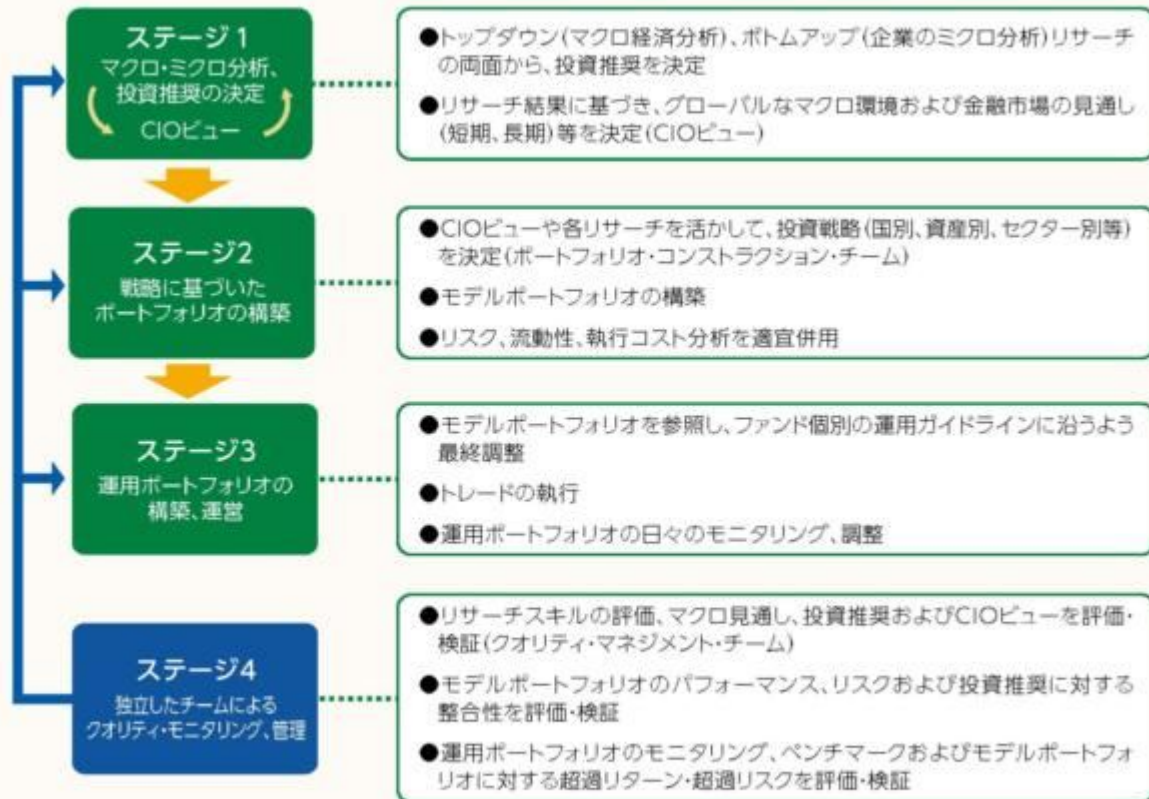 ステージ1
マクロ・ミクロ分析、
投資推奨の決定
CIOビュー
●トップダウン(マクロ経済分析)、ボトムアップ(企業のミクロ分析)リサーチ
の両面から、投資推奨を決定
●リサーチ結果に基づき、グローバルなマクロ環境および金融市場の見通し
(短期、長期)等を決定(CIOビュー)
ステージ2
戦略に基づいた
ポートフォリオの構築
●CIOビューや各リサーチを活かして、投資戦略(国別、資産別、セクター別等)
を決定(ポートフォリオ・コンストラクション・チーム)
●モデルポートフォリオの構築
●リスク、流動性、執行コスト分析を適宜併用
ステージ3
運用ポートフォリオの
構築、運営
●モデルポートフォリオを参照し、ファンド個別の運用ガイドラインに沿うよう
最終調整
●トレードの執行
●運用ポートフォリオの日々のモニタリング、調整
ステージ4
独立したチームによる
クオリティ・モニタリング、管理
●リサーチスキルの評価、マクロ見通し、投資推奨およびCIOビューを評価・
検証(クオリティ・マネジメント・チーム)
●モデルポートフォリオのパフォーマンス、リスクおよび投資推奨に対する
整合性を評価・検証
●運用ポートフォリオのモニタリング、ベンチマークおよびモデルポートフォ
リオに対する超過リターン・超過リスクを評価・検証